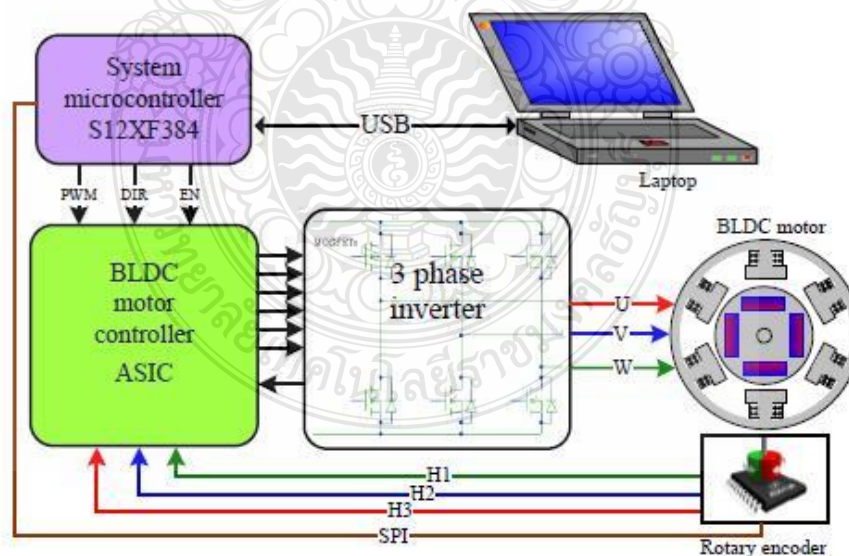 System
microcontroller
S12XF384
USB
Laptop
PWM
DIR
EN
BLDC
motor
controller
ASIC
MOSFETs
3 phase
inverter
U
V
W
BLDC motor
H1
H2
H3
SPI
Rotary encoder